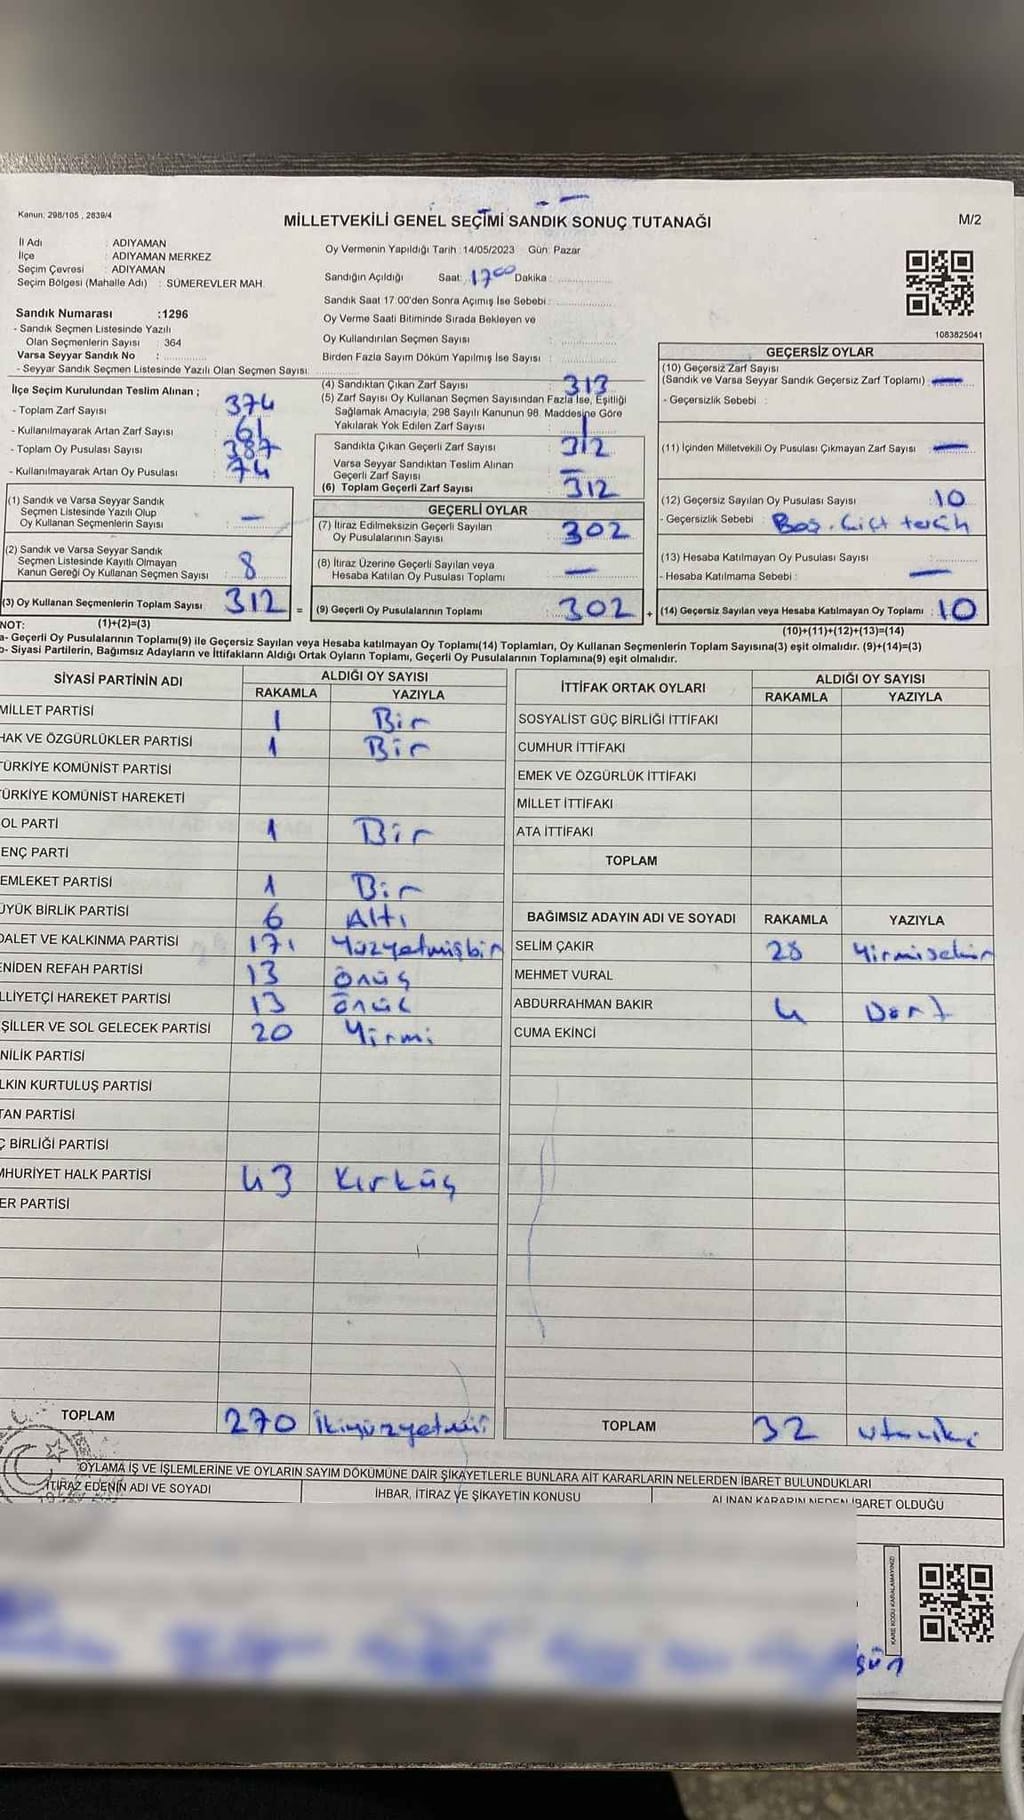 Kanun: 298/105 , 2839/4
MİLLETVEKİLİ GENEL SEÇİMİ SANDIK SONUÇ TUTANAĞI
M/2
İl Adı : ADIYAMAN
İlçe : ADIYAMAN MERKEZ
Seçim Çevresi : ADIYAMAN
Seçim Bölgesi (Mahalle Adı) : SÜMEREVLER MAH.
Sandık Numarası :1296
- Sandık Seçmen Listesinde Yazılı
Olan Seçmenlerin Sayısı : 364
Varsa Seyyar Sandık No :
- Seyyar Sandık Seçmen Listesinde Yazılı Olan Seçmen Sayısı:
Oy Vermenin Yapıldığı Tarih :14/05/2023 Gün: Pazar
Sandığın Açıldığı Saat: 17 00 Dakika :
Sandık Saat 17:00'den Sonra Açımış İse Sebebi :
Oy Verme Saati Bitiminde Sırada Bekleyen ve
Oy Kullandırılan Seçmen Sayısı :
Birden Fazla Sayım Döküm Yapılmış İse Sayısı :
1083825041
İlçe Seçim Kurulundan Teslim Alınan ;
- Toplam Zarf Sayısı : 374
- Kullanılmayarak Artan Zarf Sayısı : 61
- Toplam Oy Pusulası Sayısı : 387
- Kullanılmayarak Artan Oy Pusulası : 74
(1) Sandık ve Varsa Seyyar Sandık
Seçmen Listesinde Yazılı Olup
Oy Kullanan Seçmenlerin Sayısı : —
(2) Sandık ve Varsa Seyyar Sandık
Seçmen Listesinde Kayıtlı Olmayan
Kanun Gereği Oy Kullanan Seçmen Sayısı : 8
(3) Oy Kullanan Seçmenlerin Toplam Sayısı : 312 =
(1)+(2)=(3)
(4) Sandıktan Çıkan Zarf Sayısı : 313
(5) Zarf Sayısı Oy Kullanan Seçmen Sayısından Fazla İse, Eşitliği
Sağlamak Amacıyla, 298 Sayılı Kanunun 98. Maddesine Göre
Yakılarak Yok Edilen Zarf Sayısı : 1
Sandıkta Çıkan Geçerli Zarf Sayısı : 312
Varsa Seyyar Sandıktan Teslim Alınan
Geçerli Zarf Sayısı : —
(6) Toplam Geçerli Zarf Sayısı : 312
GEÇERLİ OYLAR
(7) İtiraz Edilmeksizin Geçerli Sayılan
Oy Pusulalarının Sayısı : 302
(8) İtiraz Üzerine Geçerli Sayılan veya
Hesaba Katılan Oy Pusulası Toplamı : —
(9) Geçerli Oy Pusulalarının Toplamı : 302 +
GEÇERSİZ OYLAR
(10) Geçersiz Zarf Sayısı
(Sandık ve Varsa Seyyar Sandık Geçersiz Zarf Toplamı) : —
- Geçersizlik Sebebi :
(11) İçinden Milletvekili Oy Pusulası Çıkmayan Zarf Sayısı : —
(12) Geçersiz Sayılan Oy Pusulası Sayısı : 10
- Geçersizlik Sebebi : Boş,
(13) Hesaba Katılmayan Oy Pusulası Sayısı :
- Hesaba Katılmama Sebebi : —
(14) Geçersiz Sayılan veya Hesaba Katılmayan Oy Toplamı : 10
(10)+(11)+(12)+(13)=(14)
NOT:
a- Geçerli Oy Pusulalarının Toplamı(9) ile Geçersiz Sayılan veya Hesaba katılmayan Oy Toplamı(14) Toplamları, Oy Kullanan Seçmenlerin Toplam Sayısına(3) eşit olmalıdır. (9)+(14)=(3)
b- Siyasi Partilerin, Bağımsız Adayların ve İttifakların Aldığı Ortak Oyların Toplamı, Geçerli Oy Pusulalarının Toplamına(9) eşit olmalıdır.
SİYASİ PARTİNİN ADI ALDIĞI OY SAYISI
RAKAMLA YAZIYLA
MİLLET PARTİSİ 1 Bir
HAK VE ÖZGÜRLÜKLER PARTİSİ 1 Bir
TÜRKİYE KOMÜNİST PARTİSİ
TÜRKİYE KOMÜNİST HAREKETİ
OL PARTİ 1 Bir
ENÇ PARTİ
EMLEKET PARTİSİ 1 Bir
ÜYÜK BİRLİK PARTİSİ 6 Altı
DALET VE KALKINMA PARTİSİ 171 Yüzyetmişbir
ENİDEN REFAH PARTİSİ 13 Önüç
LLİYETÇİ HAREKET PARTİSİ 13 Önüç
ŞİLLER VE SOL GELECEK PARTİSİ 20 Yirmi
NİLİK PARTİSİ
LKIN KURTULUŞ PARTİSİ
TAN PARTİSİ
Ç BİRLİĞİ PARTİSİ
MHURİYET HALK PARTİSİ 43 Kırküç
ER PARTİSİ
TOPLAM 270 İkiyüzyetmiş
İTTİFAK ORTAK OYLARI ALDIĞI OY SAYISI
RAKAMLA YAZIYLA
SOSYALİST GÜÇ BİRLİĞİ İTTİFAKI
CUMHUR İTTİFAKI
EMEK VE ÖZGÜRLÜK İTTİFAKI
MİLLET İTTİFAKI
ATA İTTİFAKI
TOPLAM
BAĞIMSIZ ADAYIN ADI VE SOYADI RAKAMLA YAZIYLA
SELİM ÇAKIR 28 Yirmisekiz
MEHMET VURAL
ABDURRAHMAN BAKIR 4 Dört
CUMA EKİNCİ
TOPLAM 32 otuziki
OYLAMA İŞ VE İŞLEMLERİNE VE OYLARIN SAYIM DÖKÜMÜNE DAİR ŞİKAYETLERLE BUNLARA AİT KARARLARIN NELERDEN İBARET BULUNDUKLARI
İTİRAZ EDENİN ADI VE SOYADI İHBAR, İTİRAZ VE ŞİKAYETİN KONUSU ALINAN KARARIN NEDEN İBARET OLDUĞU
KARE KODU KARALAMAYINIZ!